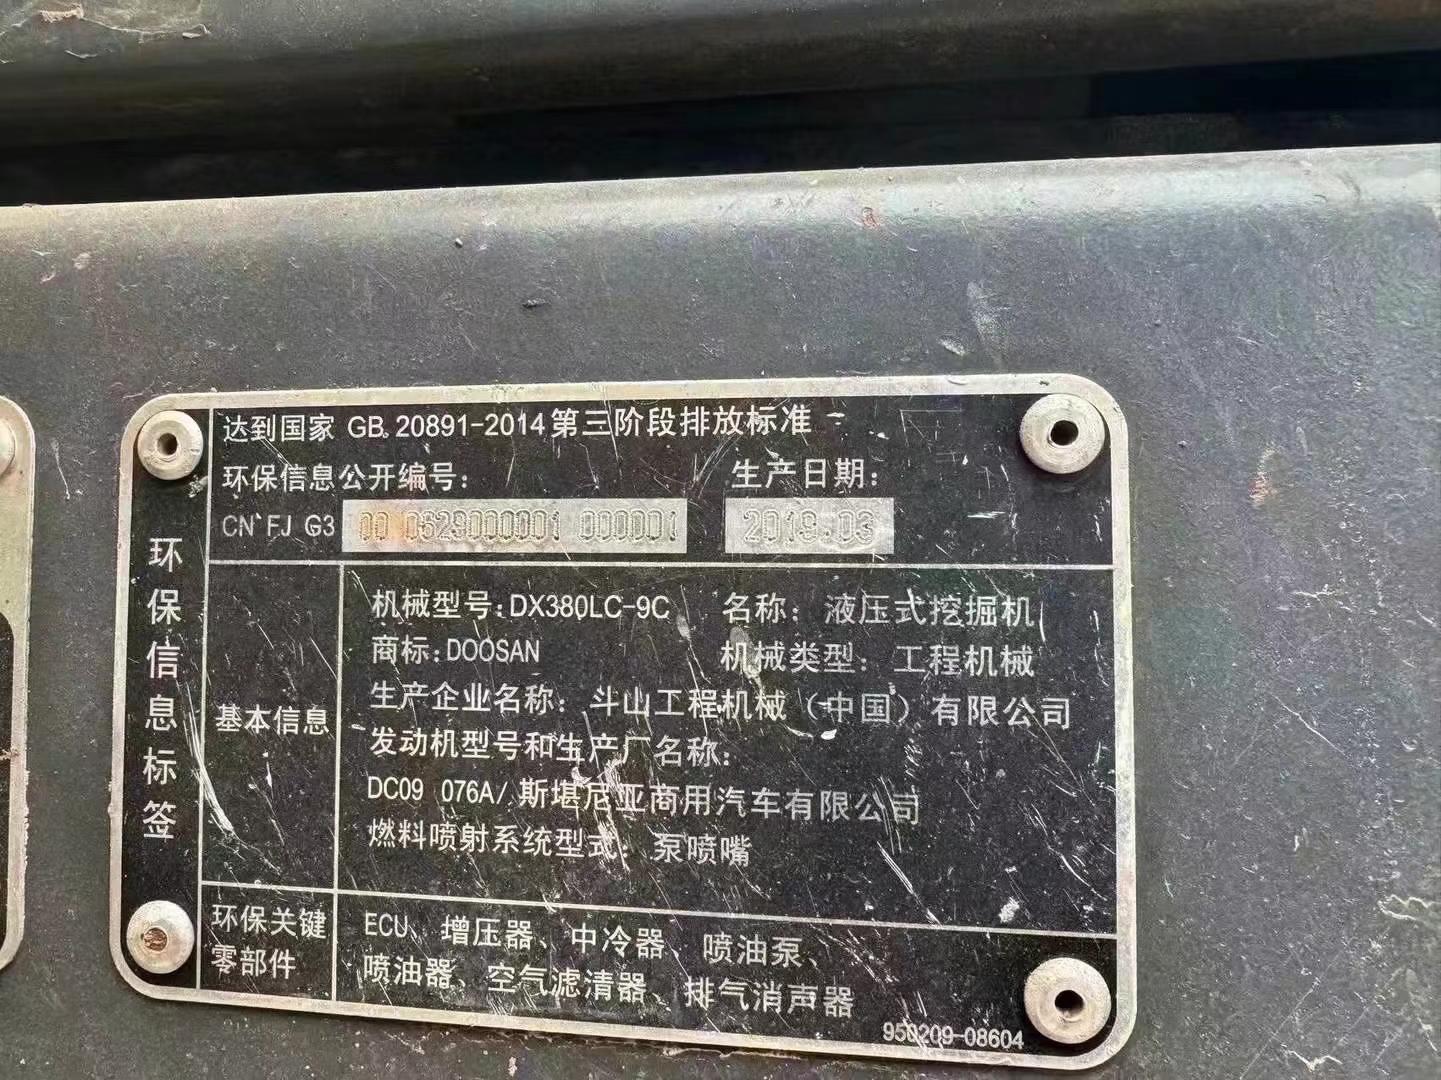 达到国家 GB 20891-2014第三阶段排放标准
环保信息公开编号: 生产日期:
CN FJ G3 00 0629000001 000001 2019.03
环保信息标签
基本信息
机械型号:DX380LC-9C 名称: 液压式挖掘机
商标:DOOSAN 机械类型: 工程机械
生产企业名称: 斗山工程机械(中国)有限公司
发动机型号和生产厂名称:
DC09 076A/斯堪尼亚商用汽车有限公司
燃料喷射系统型式: 泵喷嘴
环保关键
零部件
ECU、增压器、中冷器、喷油泵、
喷油器、空气滤清器、排气消声器
950209-08604